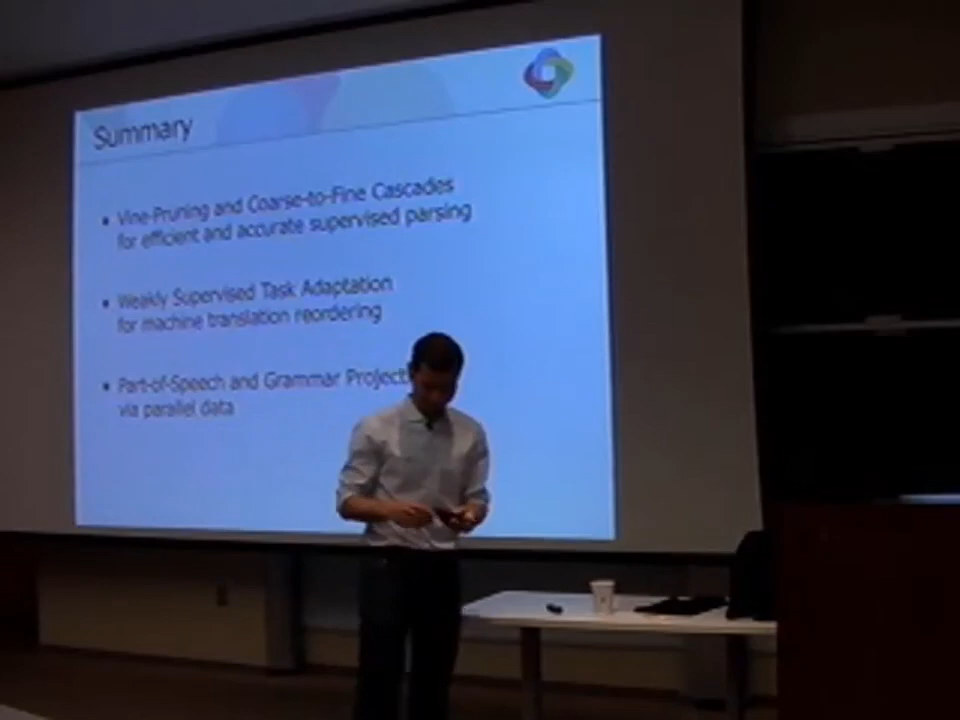 Summary
• Vine-Pruning and Coarse-to-Fine Cascades
for efficient and accurate supervised parsing
• Weakly Supervised Task Adaptation
for machine translation reordering
• Part-of-Speech and Grammar Project
via parallel data